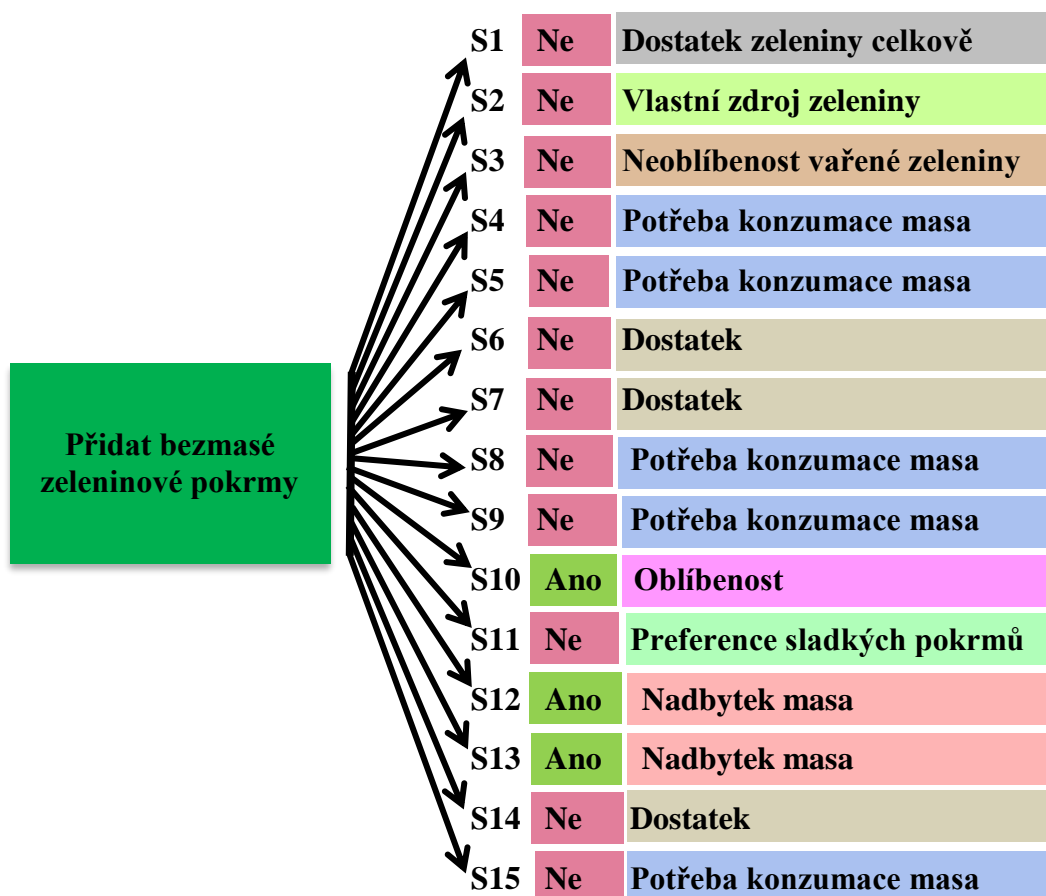 S1 Ne Dostatek zeleniny celkově
S2 Ne Vlastní zdroj zeleniny
S3 Ne Neoblíbenost vařené zeleniny
S4 Ne Potřeba konzumace masa
S5 Ne Potřeba konzumace masa
S6 Ne Dostatek
S7 Ne Dostatek
Přidat bezmasé
zeleninové pokrmy
S8 Ne Potřeba konzumace masa
S9 Ne Potřeba konzumace masa
S10 Ano Oblíbenost
S11 Ne Preference sladkých pokrmů
S12 Ano Nadbytek masa
S13 Ano Nadbytek masa
S14 Ne Dostatek
S15 Ne Potřeba konzumace masa